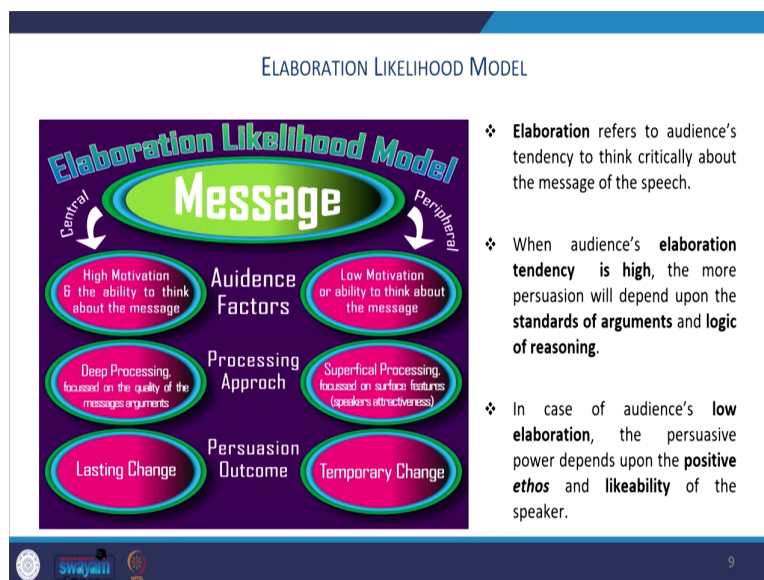 ELABORATION LIKELIHOOD MODEL
Elaboration Likelihood Model
Message
Central
Peripheral
High Motivation
& the ability to think
about the message
Auidence
Factors
Low Motivation
or ability to think about
the message
Deep Processing,
focussed on the quality of the
messages arguments
Processing
Approch
Superfical Processing,
focussed on surface features
(speakers attractiveness)
Lasting Change
Persuasion
Outcome
Temporary Change
❖ Elaboration refers to audience's
tendency to think critically about
the message of the speech.
❖ When audience's elaboration
tendency is high, the more
persuasion will depend upon the
standards of arguments and logic
of reasoning.
❖ In case of audience's low
elaboration, the persuasive
power depends upon the positive
ethos and likeability of the
speaker.
swayam
9